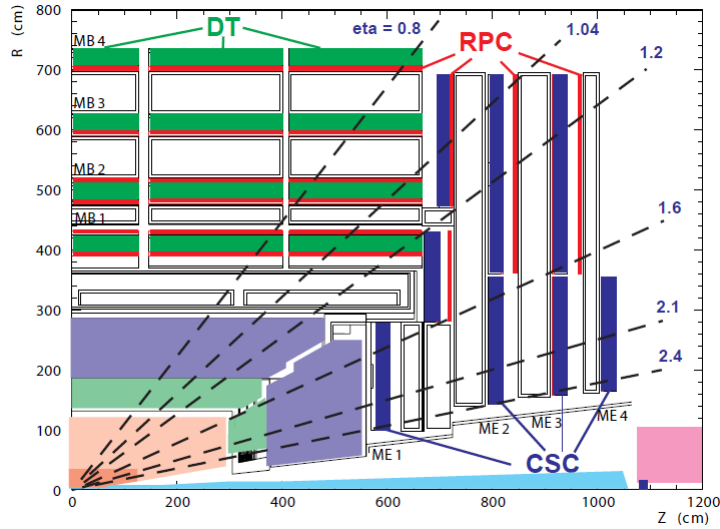 R (cm)
800
700
600
500
400
300
200
100
0
MB 4
MB 3
MB 2
MB 1
DT
eta = 0.8
RPC
1.04
1.2
1.6
2.1
2.4
ME 1
ME 2
ME 3
ME 4
CSC
0
200
400
600
800
1000
1200
Z (cm)